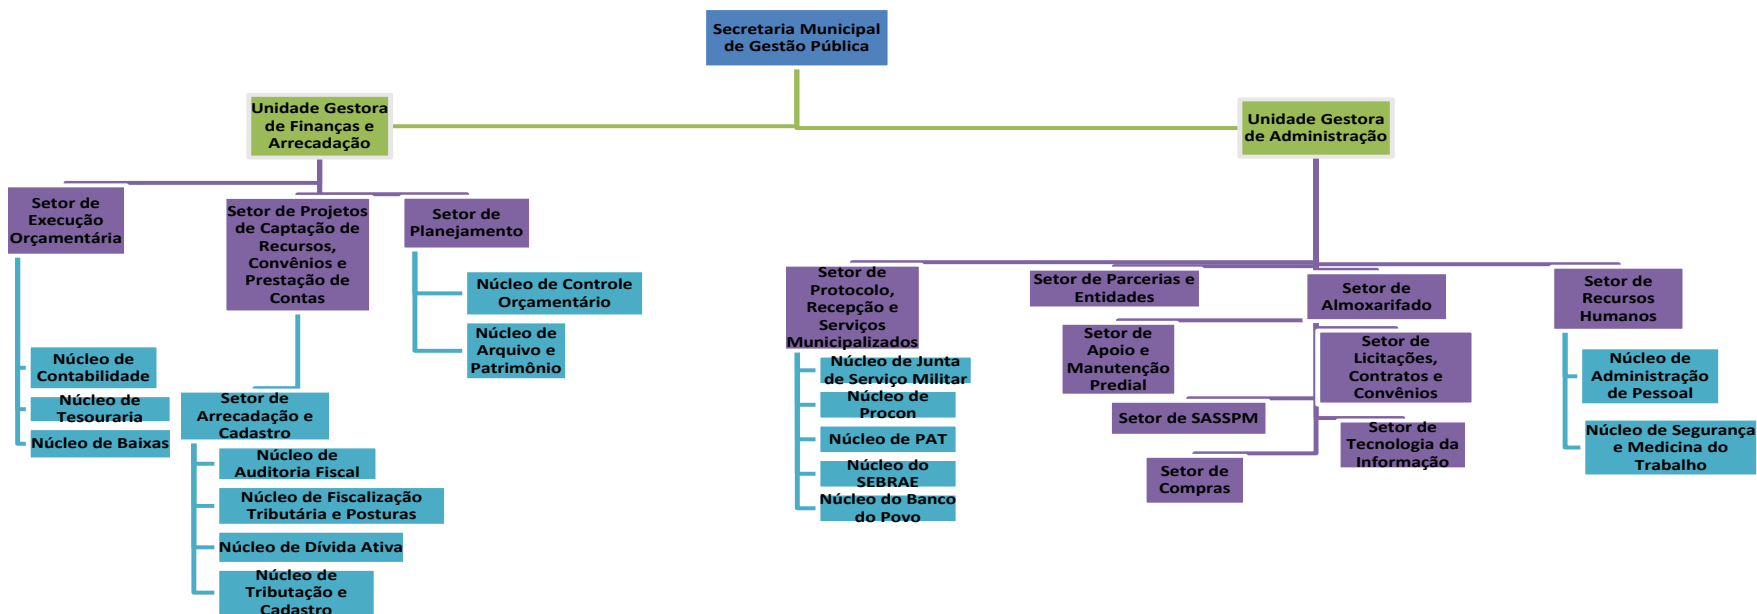 Secretaria Municipal
de Gestão Pública
Unidade Gestora
de Finanças e
Arrecadação
Unidade Gestora
de Administração
Setor de
Execução
Orçamentária
Setor de Projetos
de Captação de
Recursos,
Convênios e
Prestação de
Contas
Setor de
Planejamento
Núcleo de Controle
Orçamentário
Núcleo de
Arquivo e
Patrimônio
Núcleo de
Contabilidade
Núcleo de
Tesouraria
Núcleo de Baixas
Setor de
Arrecadação e
Cadastro
Núcleo de
Auditoria Fiscal
Núcleo de Fiscalização
Tributária e Posturas
Núcleo de Dívida Ativa
Núcleo de
Tributação e
Cadastro
Setor de
Protocolo,
Recepção e
Serviços
Municipalizados
Núcleo de Junta
de Serviço Militar
Núcleo de
Procon
Núcleo de PAT
Núcleo do
SEBRAE
Núcleo do Banco
do Povo
Setor de Parcerias e
Entidades
Setor de
Almoxarifado
Setor de
Apoio e
Manutenção
Predial
Setor de
Licitações,
Contratos e
Convênios
Setor de SASSPM
Setor de
Tecnologia da
Informação
Setor de
Compras
Setor de
Recursos
Humanos
Núcleo de
Administração
de Pessoal
Núcleo de Segurança
e Medicina do
Trabalho